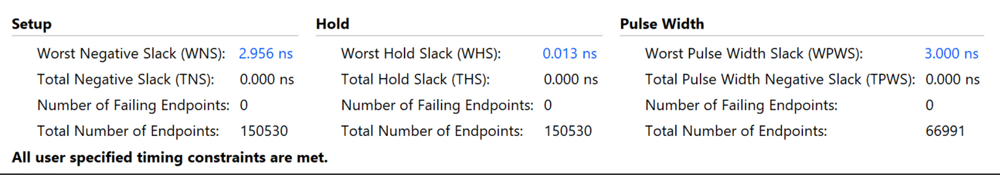 Setup Hold Pulse Width
Worst Negative Slack (WNS): 2.956 ns Worst Hold Slack (WHS): 0.013 ns Worst Pulse Width Slack (WPWS): 3.000 ns
Total Negative Slack (TNS): 0.000 ns Total Hold Slack (THS): 0.000 ns Total Pulse Width Negative Slack (TPWS): 0.000 ns
Number of Failing Endpoints: 0 Number of Failing Endpoints: 0 Number of Failing Endpoints: 0
Total Number of Endpoints: 150530 Total Number of Endpoints: 150530 Total Number of Endpoints: 66991
All user specified timing constraints are met.